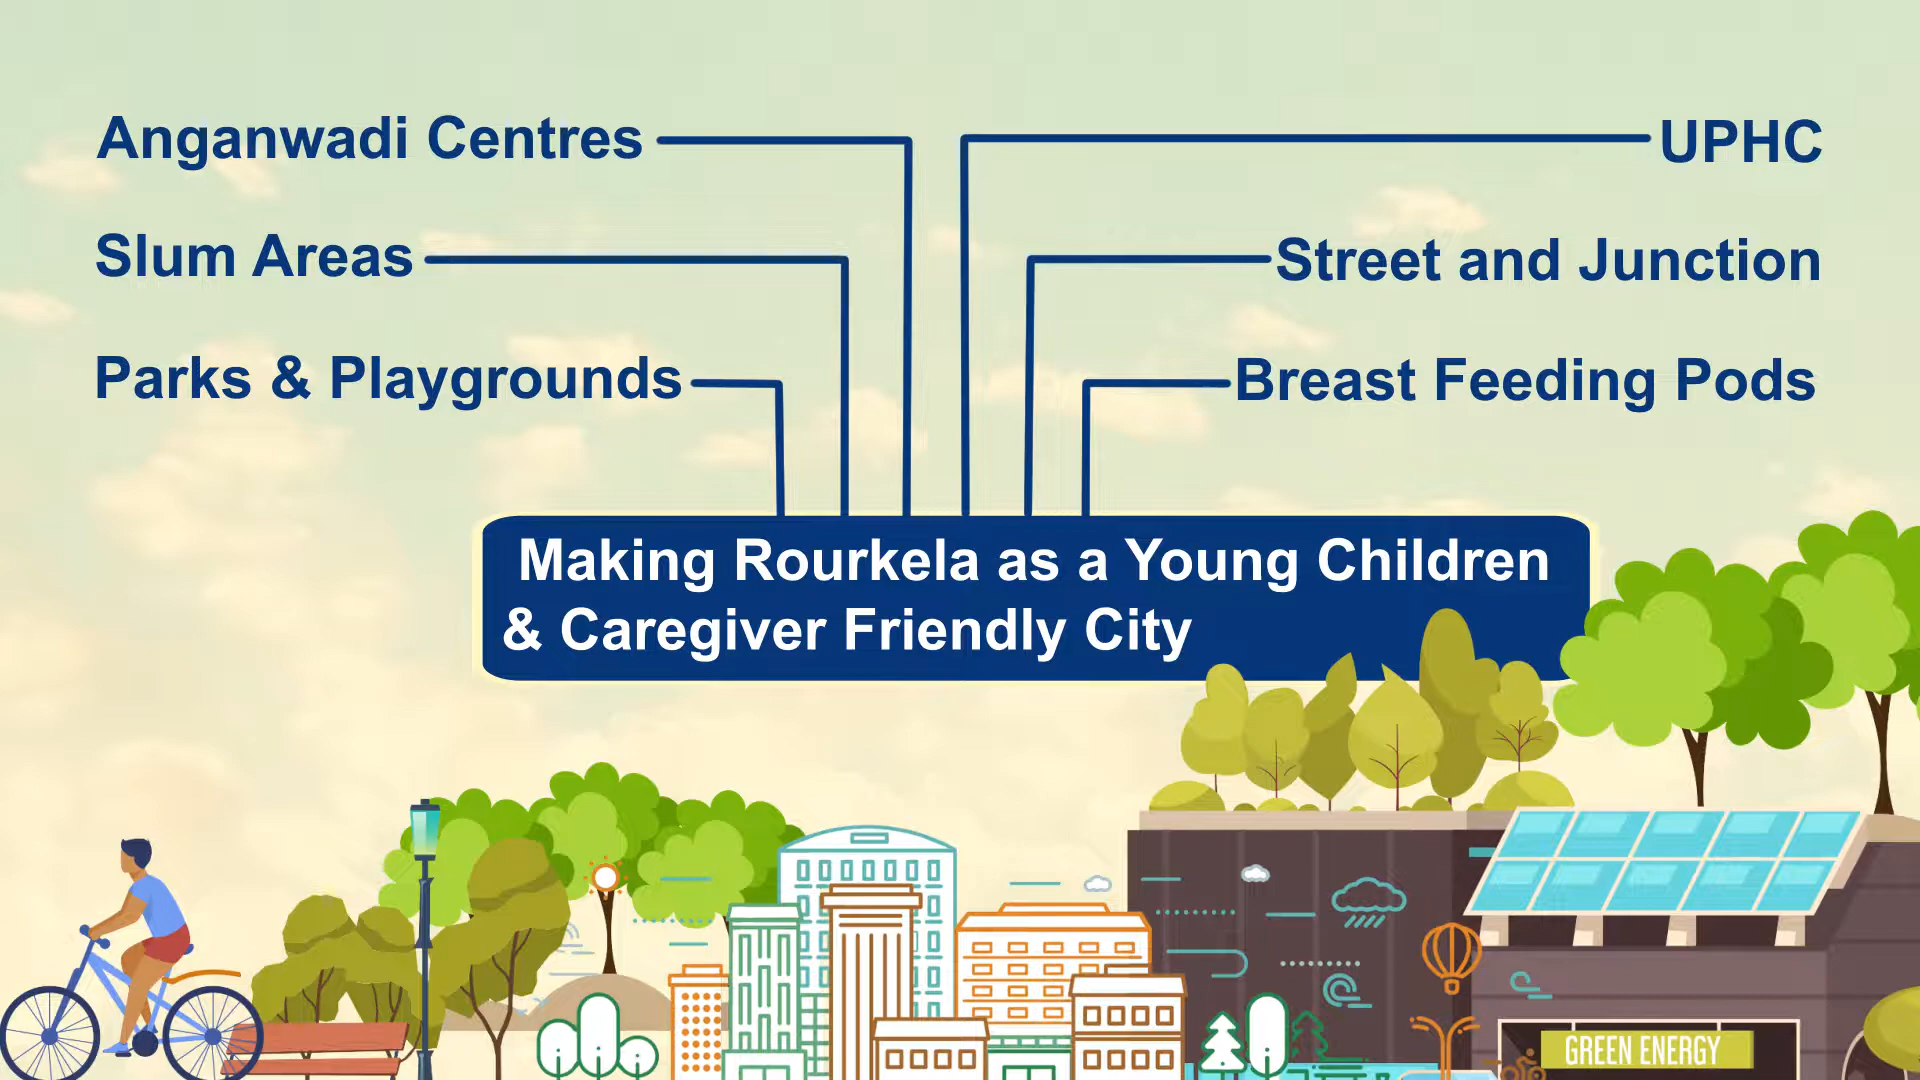 Anganwadi Centres
Slum Areas
Parks & Playgrounds
UPHC
Street and Junction
Breast Feeding Pods
Making Rourkela as a Young Children
& Caregiver Friendly City
GREEN ENERGY